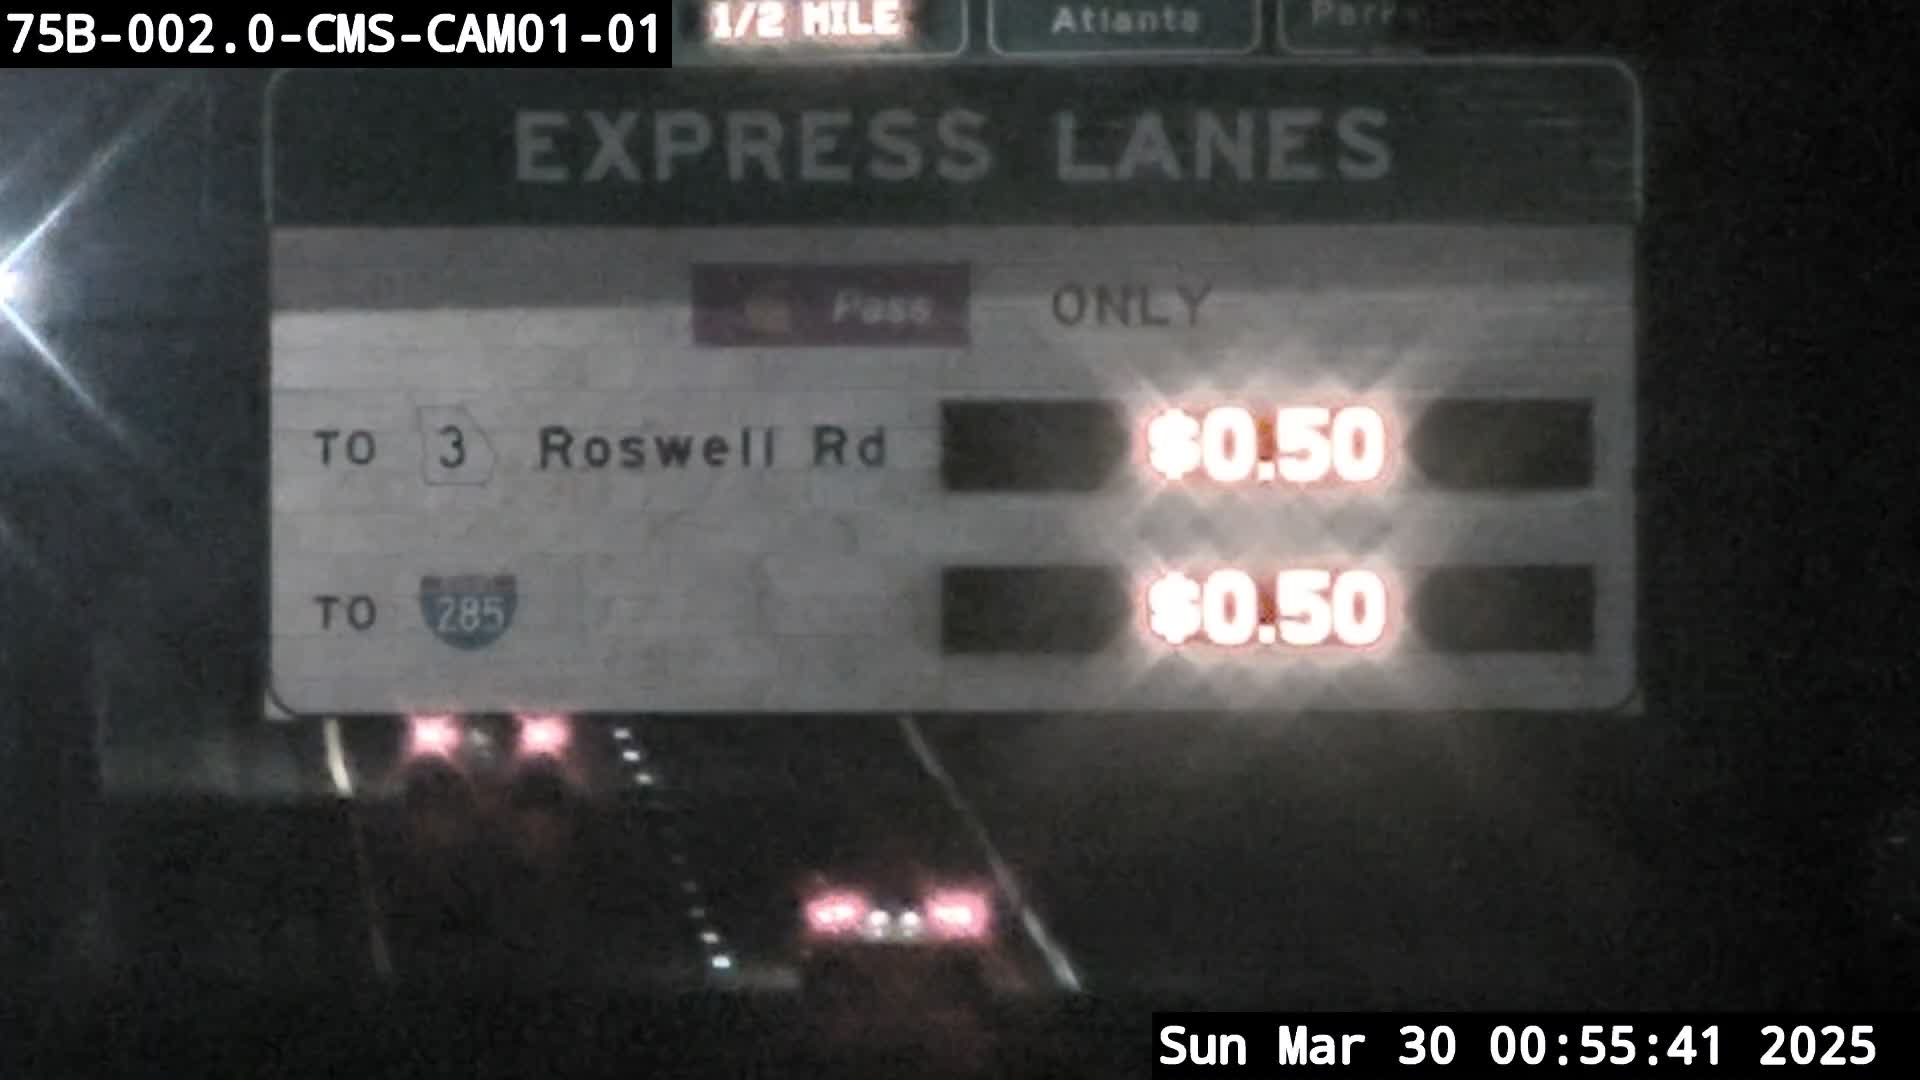 75B-002.0-CMS-CAM01-01
1/2 MILE
Atlanta
EXPRESS LANES
Pass ONLY
TO 3 Roswell Rd $0.50
TO 285 $0.50
Sun Mar 30 00:55:41 2025